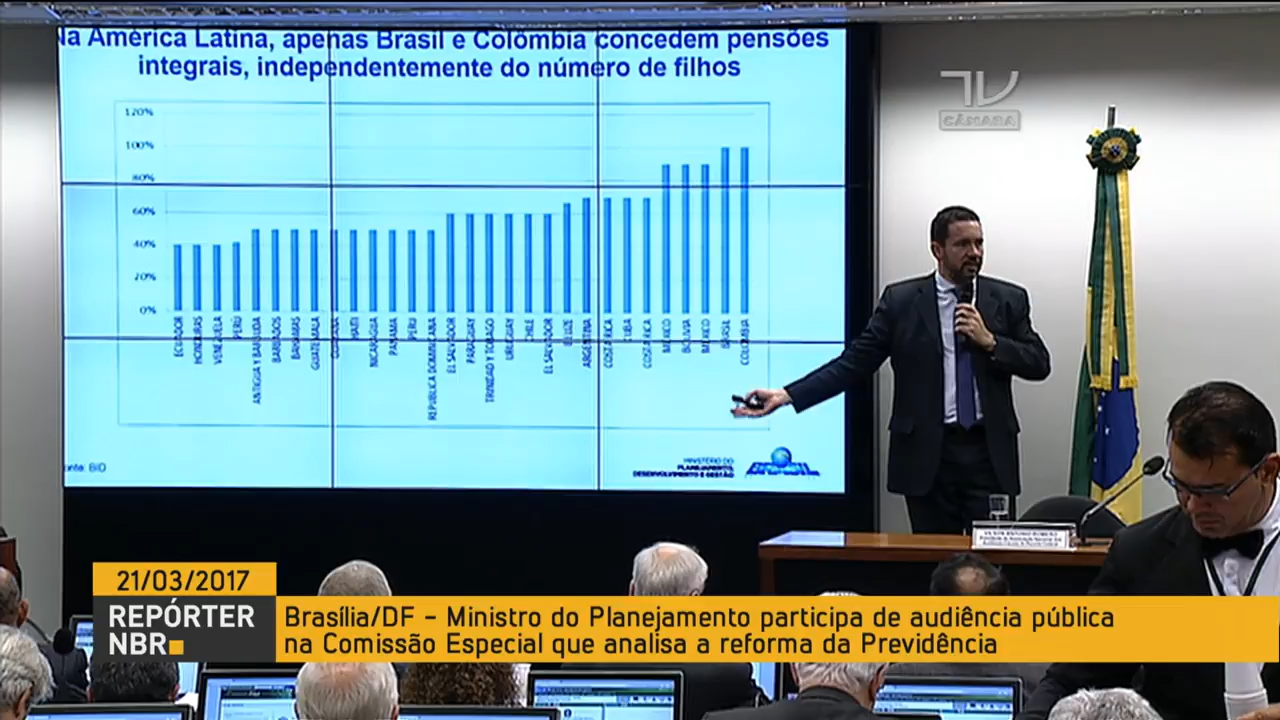 Na América Latina, apenas Brasil e Colômbia concedem pensões
integrais, independentemente do número de filhos
120%
100%
80%
60%
40%
20%
0%
ECUADOR
HONDURAS
VENEZUELA
PERÚ
ANTIGUA Y BARBUDA
BARBADOS
BAHAMAS
GUATEMALA
GUYANA
HAITI
NICARAGUA
PANAMA
PERU
REPUBLICA DOMINICANA
EL SALVADOR
PARAGUAY
TRINIDAD Y TOBAGO
URUGUAY
CHILE
EL SALVADOR
BELIZE
ARGENTINA
CUBA
COSTA RICA
MEXICO
BOLIVIA
MEXICO
BRASIL
COLOMBIA
Fonte: BID
MINISTÉRIO DO
PLANEJAMENTO,
DESENVOLVIMENTO E GESTÃO
TV
CÂMARA
21/03/2017
REPÓRTER
NBR
Brasília/DF – Ministro do Planejamento participa de audiência pública
na Comissão Especial que analisa a reforma da Previdência